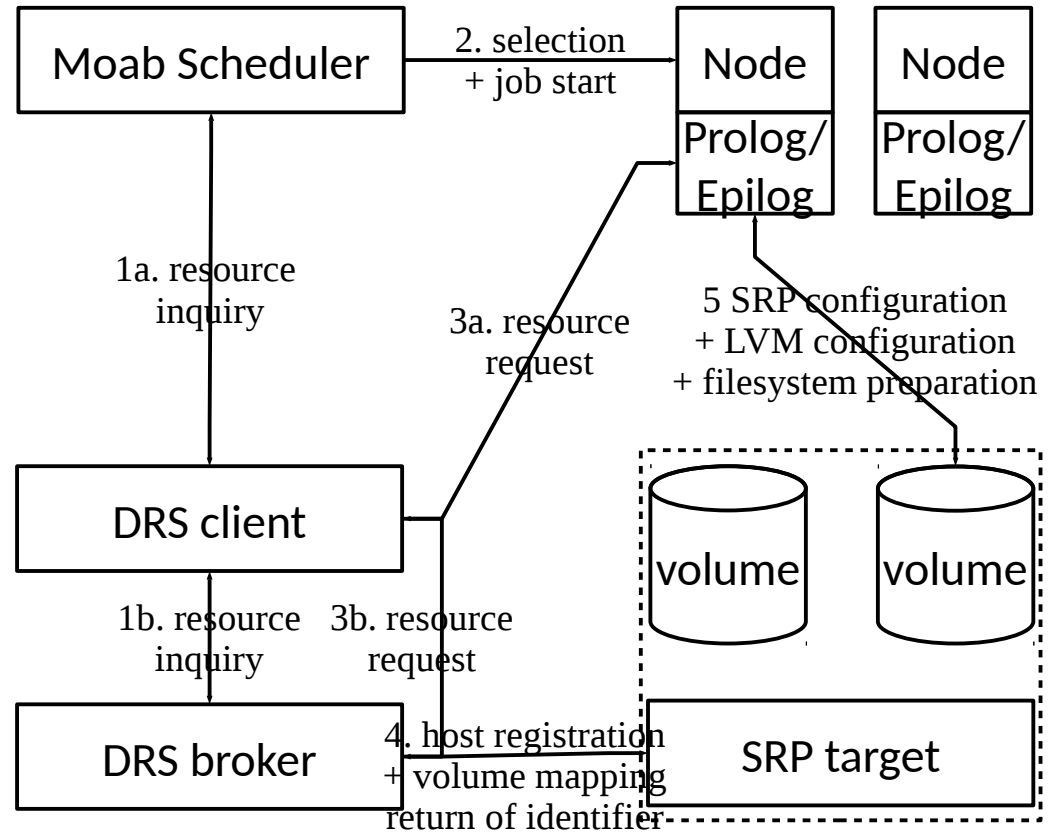 Moab Scheduler
2. selection
+ job start
Node
Prolog/
Epilog
Node
Prolog/
Epilog
1a. resource
inquiry
3a. resource
request
5 SRP configuration
+ LVM configuration
+ filesystem preparation
DRS client
volume
volume
1b. resource
inquiry
3b. resource
request
DRS broker
4. host registration
+ volume mapping
return of identifier
SRP target